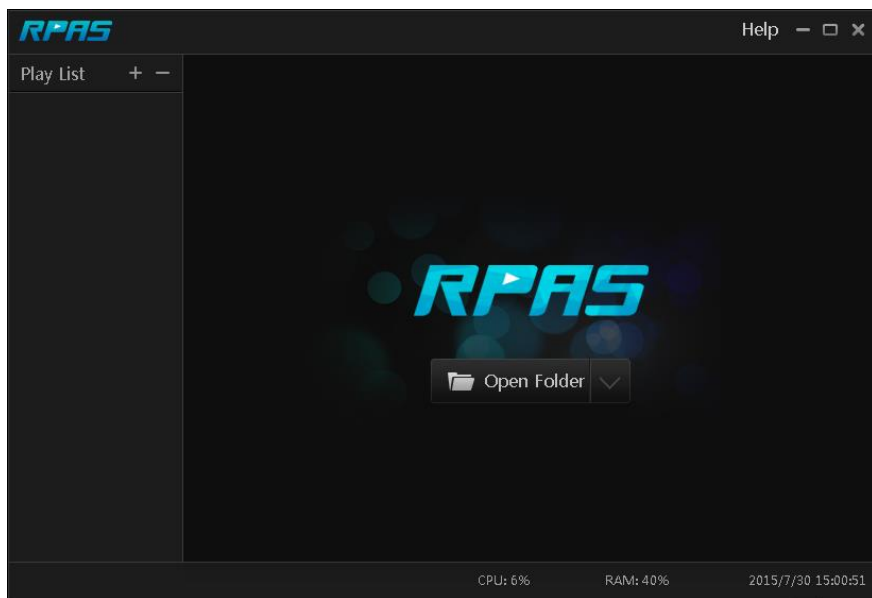 RPAS Help
Play List + −
RPAS
Open Folder
CPU: 6% RAM: 40% 2015/7/30 15:00:51